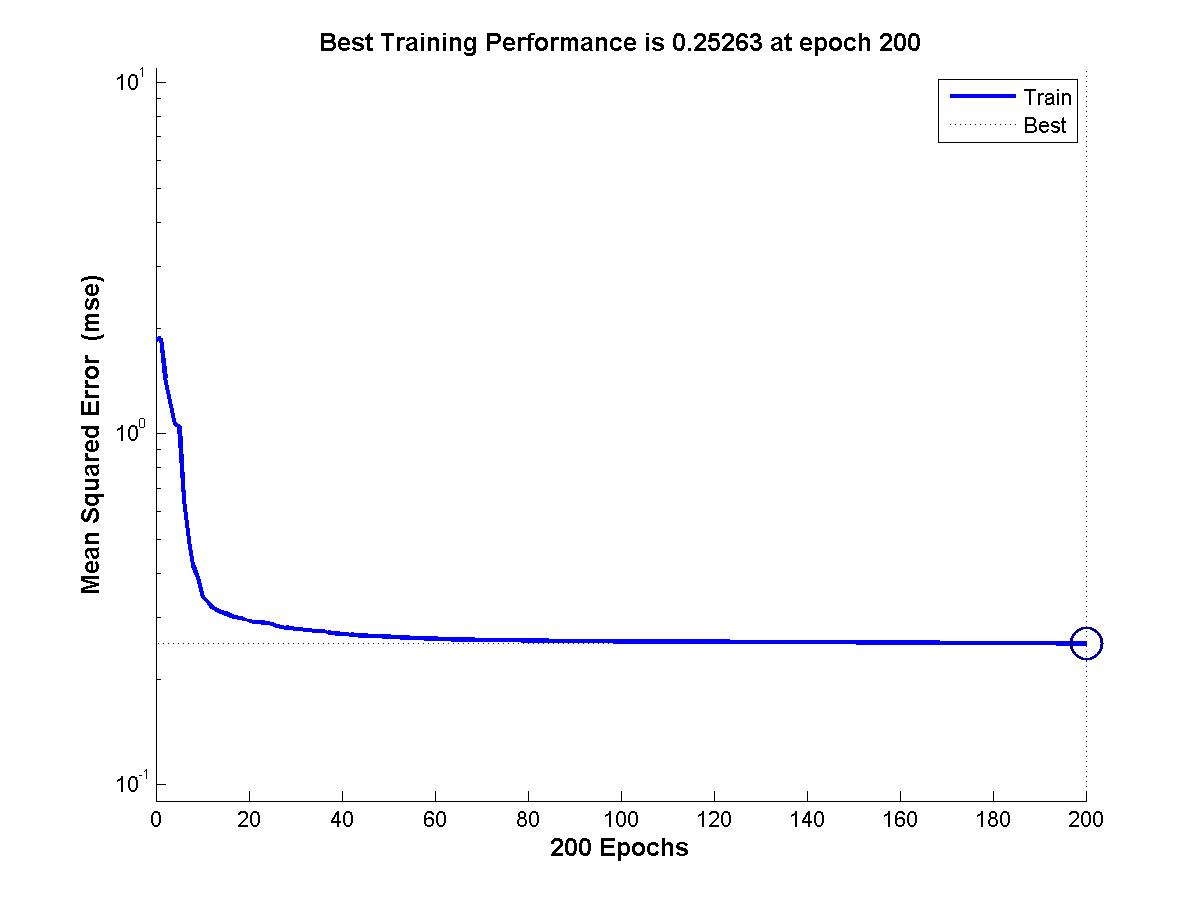 Best Training Performance is 0.25263 at epoch 200
Train
Best
Mean Squared Error (mse)
10^1
10^0
10^-1
0 20 40 60 80 100 120 140 160 180 200
200 Epochs